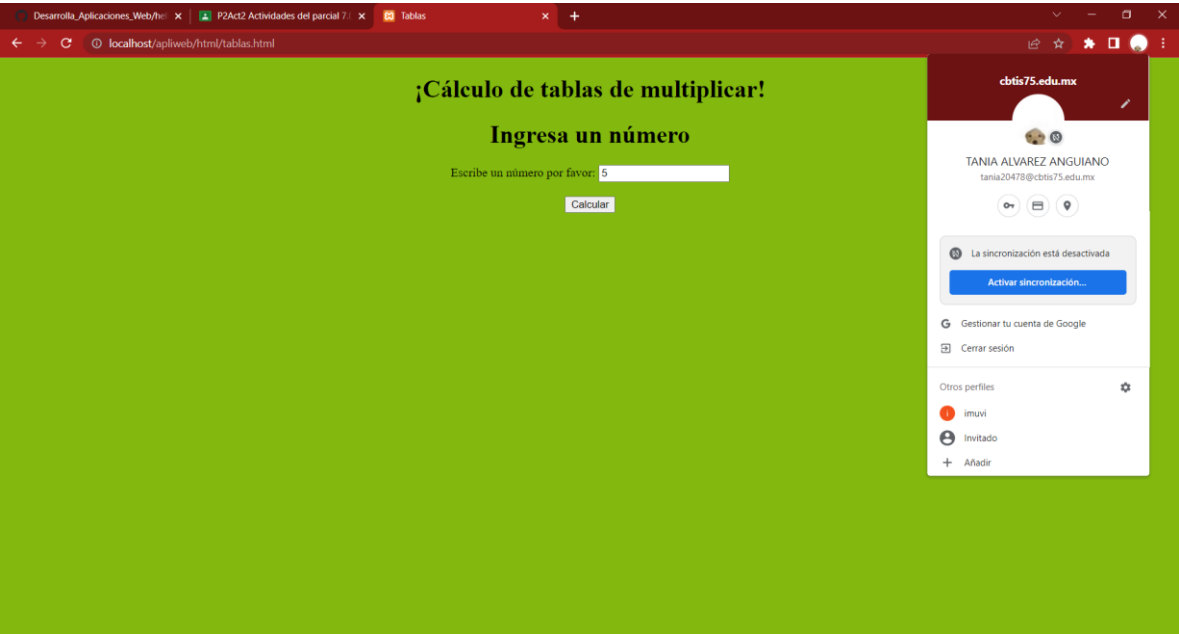 Desarrolla_Aplicaciones_Web/he
P2Act2 Actividades del parcial 7.
Tablas
localhost/apliweb/html/tablas.html
¡Cálculo de tablas de multiplicar!
Ingresa un número
Escribe un número por favor: 5
Calcular
cbtis75.edu.mx
TANIA ALVAREZ ANGUIANO
tania20478@cbtis75.edu.mx
La sincronización está desactivada
Activar sincronización...
G Gestionar tu cuenta de Google
Cerrar sesión
Otros perfiles
i imuvi
Invitado
Añadir